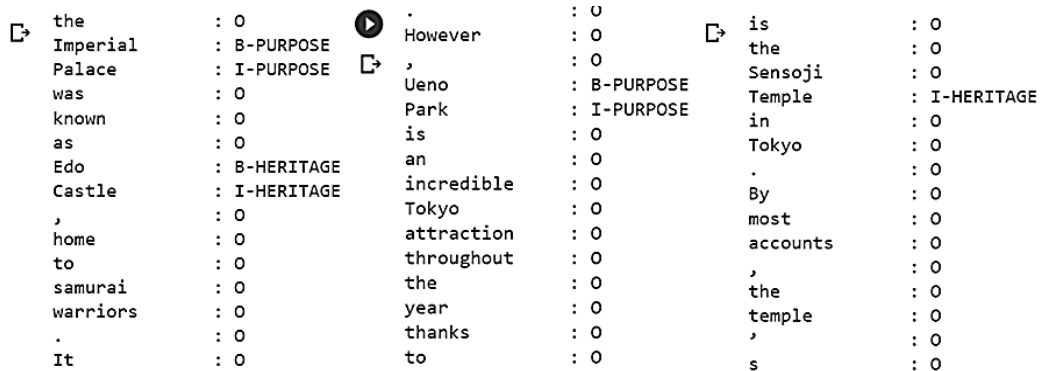 the : O
Imperial : B-PURPOSE
Palace : I-PURPOSE
was : O
known : O
as : O
Edo : B-HERITAGE
Castle : I-HERITAGE
, : O
home : O
to : O
samurai : O
warriors : O
. : O
It : O
. : O
However : O
, : O
Ueno : B-PURPOSE
Park : I-PURPOSE
is : O
an : O
incredible : O
Tokyo : O
attraction : O
throughout : O
the : O
year : O
thanks : O
to : O
is : O
the : O
Sensoji : O
Temple : I-HERITAGE
in : O
Tokyo : O
. : O
By : O
most : O
accounts : O
, : O
the : O
temple : O
’ : O
s : O